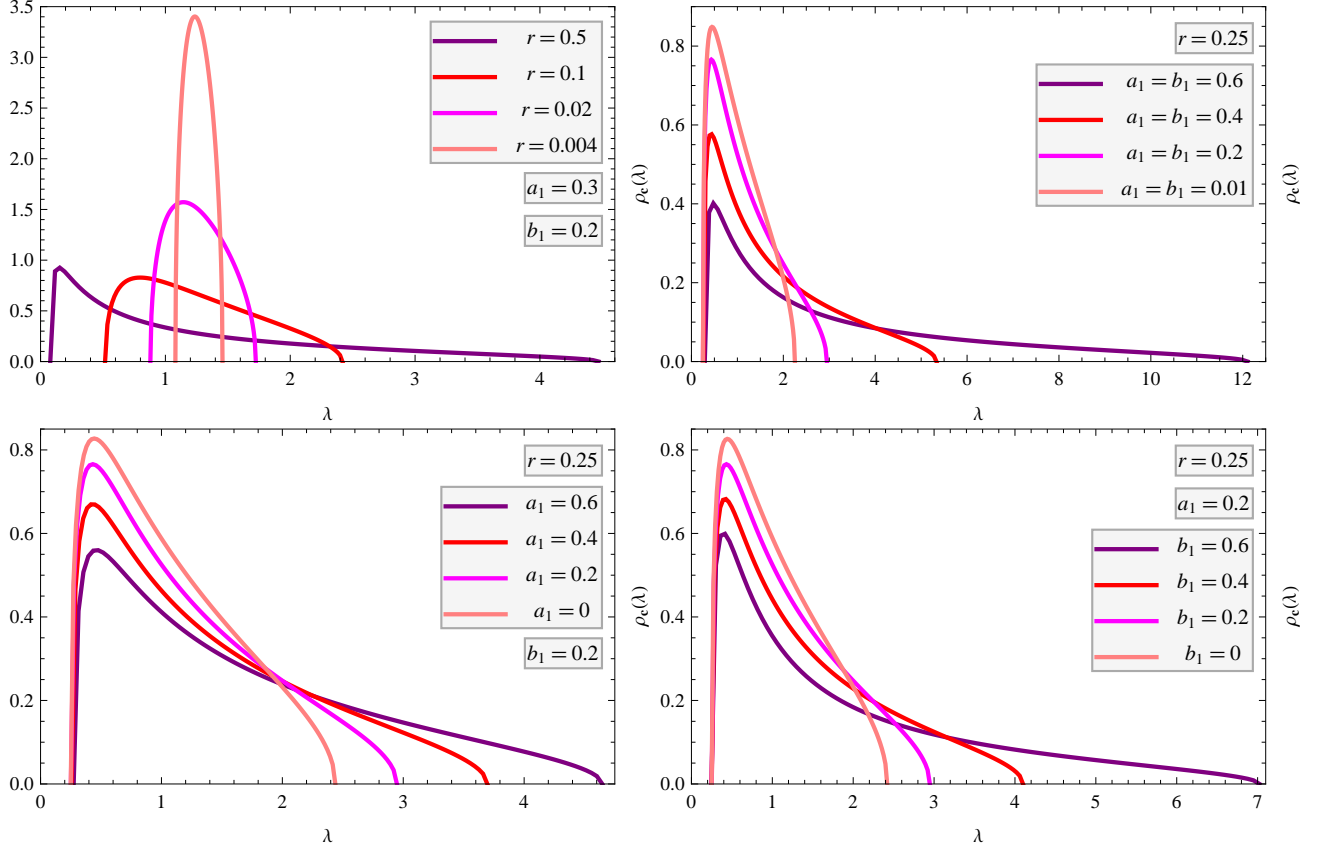 3.5
3.0
2.5
2.0
1.5
1.0
0.5
0.0
0 1 2 3 4
λ
r = 0.5
r = 0.1
r = 0.02
r = 0.004
a₁ = 0.3
b₁ = 0.2
ρc(λ)
0.8
0.6
0.4
0.2
0.0
0 2 4 6 8 10 12
λ
r = 0.25
a₁ = b₁ = 0.6
a₁ = b₁ = 0.4
a₁ = b₁ = 0.2
a₁ = b₁ = 0.01
ρc(λ)
0.8
0.6
0.4
0.2
0.0
0 1 2 3 4
λ
r = 0.25
a₁ = 0.6
a₁ = 0.4
a₁ = 0.2
a₁ = 0
b₁ = 0.2
ρc(λ)
0.8
0.6
0.4
0.2
0.0
0 1 2 3 4 5 6 7
λ
r = 0.25
a₁ = 0.2
b₁ = 0.6
b₁ = 0.4
b₁ = 0.2
b₁ = 0
ρc(λ)